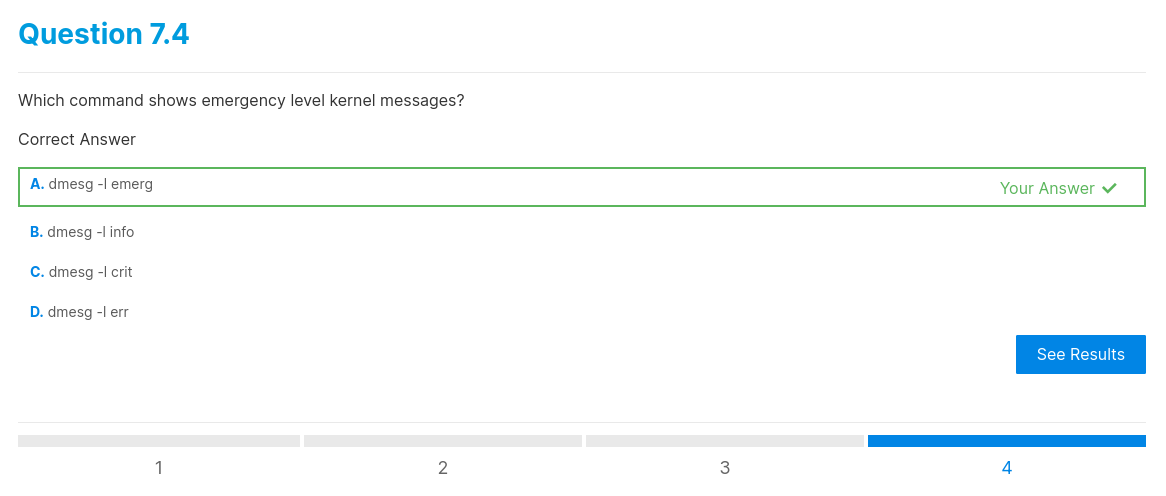 Question 7.4
Which command shows emergency level kernel messages?
Correct Answer
A. dmesg -l emerg
Your Answer
B. dmesg -l info
C. dmesg -l crit
D. dmesg -l err
See Results
1 2 3 4